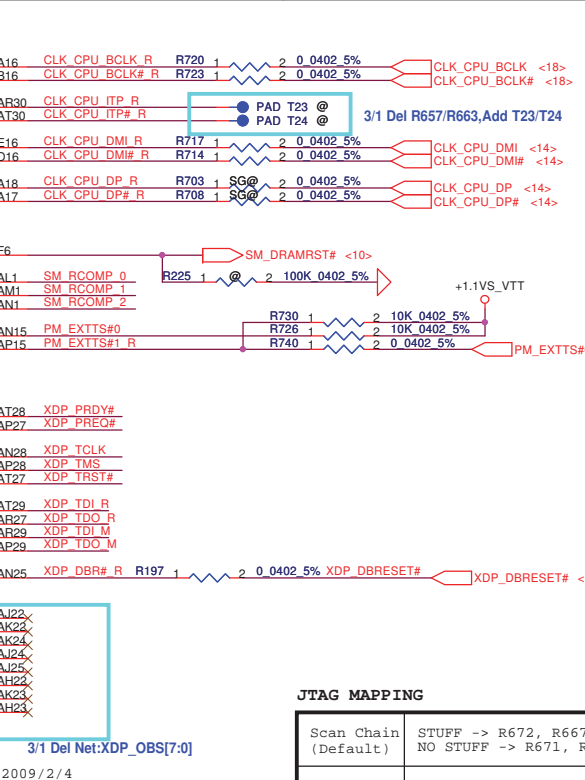 A16 CLK_CPU_BCLK_R R720 1 2 0_0402_5% CLK_CPU_BCLK <18>
B16 CLK_CPU_BCLK#_R R723 1 2 0_0402_5% CLK_CPU_BCLK# <18>
AR30 CLK_CPU_ITP_R PAD T23 @
AT30 CLK_CPU_ITP#_R PAD T24 @
3/1 Del R657/R663,Add T23/T24
E16 CLK_CPU_DMI_R R717 1 2 0_0402_5% CLK_CPU_DMI <14>
D16 CLK_CPU_DMI#_R R714 1 2 0_0402_5% CLK_CPU_DMI# <14>
A18 CLK_CPU_DP_R R703 1 SG@ 2 0_0402_5% CLK_CPU_DP <14>
A17 CLK_CPU_DP#_R R708 1 SG@ 2 0_0402_5% CLK_CPU_DP# <14>
F6 SM_DRAMRST# <10>
R225 1 @ 2 100K_0402_5%
AL1 SM_RCOMP_0
AM1 SM_RCOMP_1
AN1 SM_RCOMP_2
+1.1VS_VTT
R730 1 2 10K_0402_5%
AN15 PM_EXTTS#0 R726 1 2 10K_0402_5%
AP15 PM_EXTTS#1_R R740 1 2 0_0402_5% PM_EXTTS#
AT28 XDP_PRDY#
AP27 XDP_PREQ#
AN28 XDP_TCLK
AP28 XDP_TMS
AT27 XDP_TRST#
AT29 XDP_TDI_R
AR27 XDP_TDO_R
AR29 XDP_TDI_M
AP29 XDP_TDO_M
AN25 XDP_DBR#_R R197 1 2 0_0402_5% XDP_DBRESET# XDP_DBRESET# <
AJ22
AK22
AK24
AJ24
AJ25
AH22
AK23
AH23
3/1 Del Net:XDP_OBS[7:0]
2009/2/4
JTAG MAPPING
Scan Chain STUFF -> R672, R667
(Default) NO STUFF -> R671, R